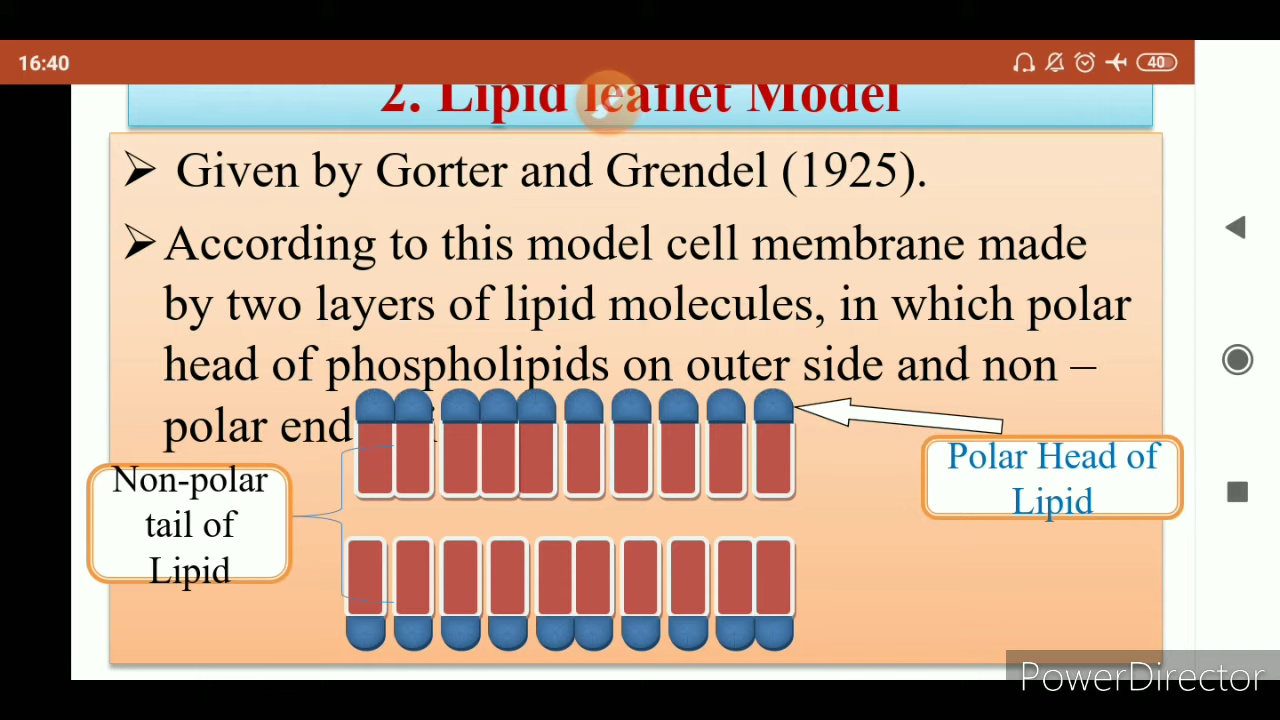 16:40
40
2. Lipid leaflet Model
➢ Given by Gorter and Grendel (1925).
➢ According to this model cell membrane made
by two layers of lipid molecules, in which polar
head of phospholipids on outer side and non –
polar end
Polar Head of
Lipid
Non-polar
tail of
Lipid
PowerDirector